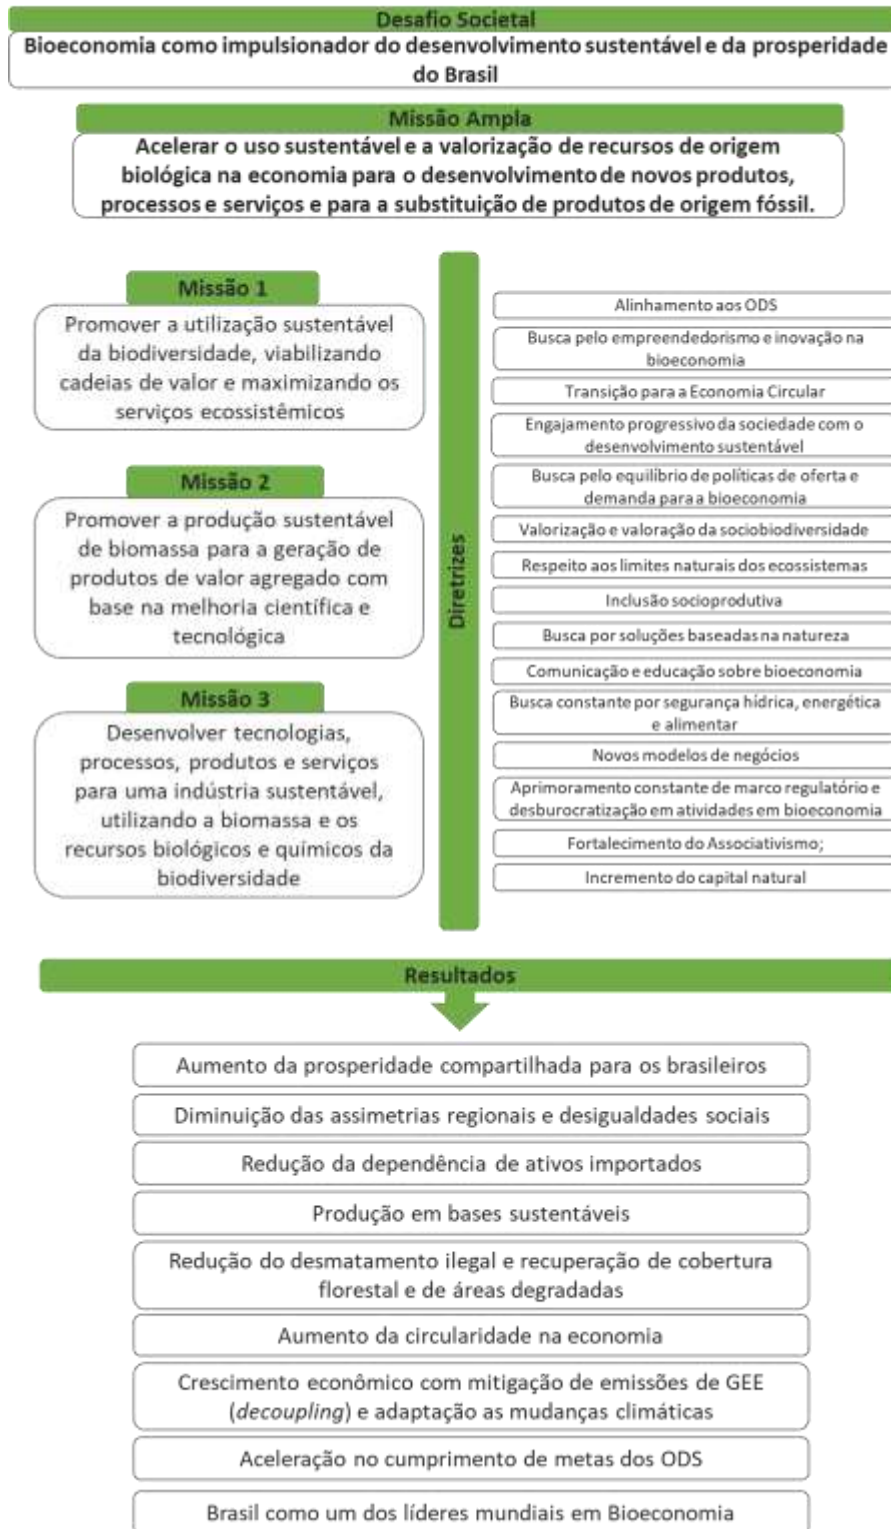 Desafio Societal
Bioeconomia como impulsionador do desenvolvimento sustentável e da prosperidade
do Brasil
Missão Ampla
Acelerar o uso sustentável e a valorização de recursos de origem
biológica na economia para o desenvolvimento de novos produtos,
processos e serviços e para a substituição de produtos de origem fóssil.
Missão 1
Promover a utilização sustentável
da biodiversidade, viabilizando
cadeias de valor e maximizando os
serviços ecossistêmicos
Missão 2
Promover a produção sustentável
de biomassa para a geração de
produtos de valor agregado com
base na melhoria científica e
tecnológica
Missão 3
Desenvolver tecnologias,
processos, produtos e serviços
para uma indústria sustentável,
utilizando a biomassa e os
recursos biológicos e químicos da
biodiversidade
Diretrizes
Alinhamento aos ODS
Busca pelo empreendedorismo e inovação na
bioeconomia
Transição para a Economia Circular
Engajamento progressivo da sociedade com o
desenvolvimento sustentável
Busca pelo equilíbrio de políticas de oferta e
demanda para a bioeconomia
Valorização e valoração da sociobiodiversidade
Respeito aos limites naturais dos ecossistemas
Inclusão socioprodutiva
Busca por soluções baseadas na natureza
Comunicação e educação sobre bioeconomia
Busca constante por segurança hídrica, energética
e alimentar
Novos modelos de negócios
Aprimoramento constante de marco regulatório e
desburocratização em atividades em bioeconomia
Fortalecimento do Associativismo;
Incremento do capital natural
Resultados
Aumento da prosperidade compartilhada para os brasileiros
Diminuição das assimetrias regionais e desigualdades sociais
Redução da dependência de ativos importados
Produção em bases sustentáveis
Redução do desmatamento ilegal e recuperação de cobertura
florestal e de áreas degradadas
Aumento da circularidade na economia
Crescimento econômico com mitigação de emissões de GEE
(decoupling) e adaptação as mudanças climáticas
Aceleração no cumprimento de metas dos ODS
Brasil como um dos líderes mundiais em Bioeconomia